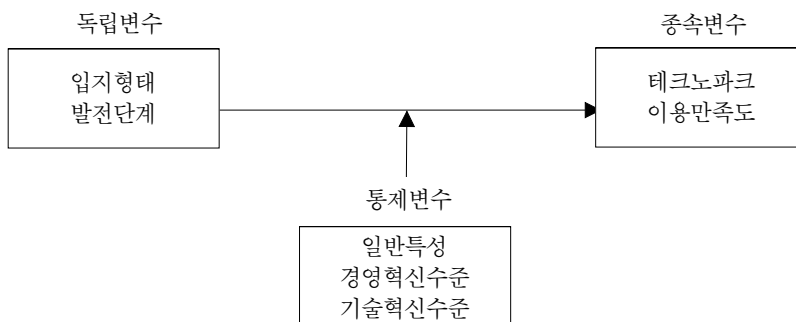 독립변수
입지형태
발전단계
종속변수
테크노파크
이용만족도
통제변수
일반특성
경영혁신수준
기술혁신수준